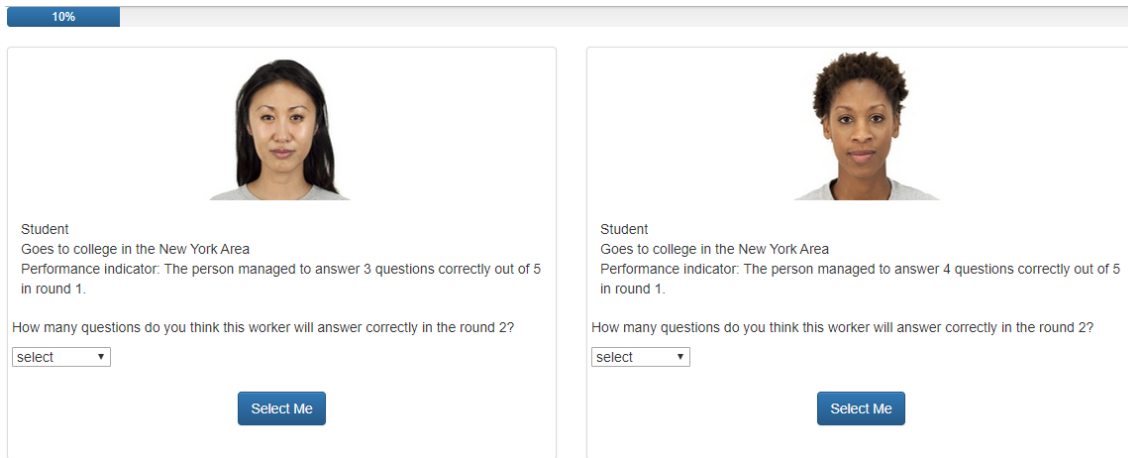 10%
Student
Goes to college in the New York Area
Performance indicator: The person managed to answer 3 questions correctly out of 5
in round 1.
How many questions do you think this worker will answer correctly in the round 2?
select
Select Me
Student
Goes to college in the New York Area
Performance indicator: The person managed to answer 4 questions correctly out of 5
in round 1.
How many questions do you think this worker will answer correctly in the round 2?
select
Select Me